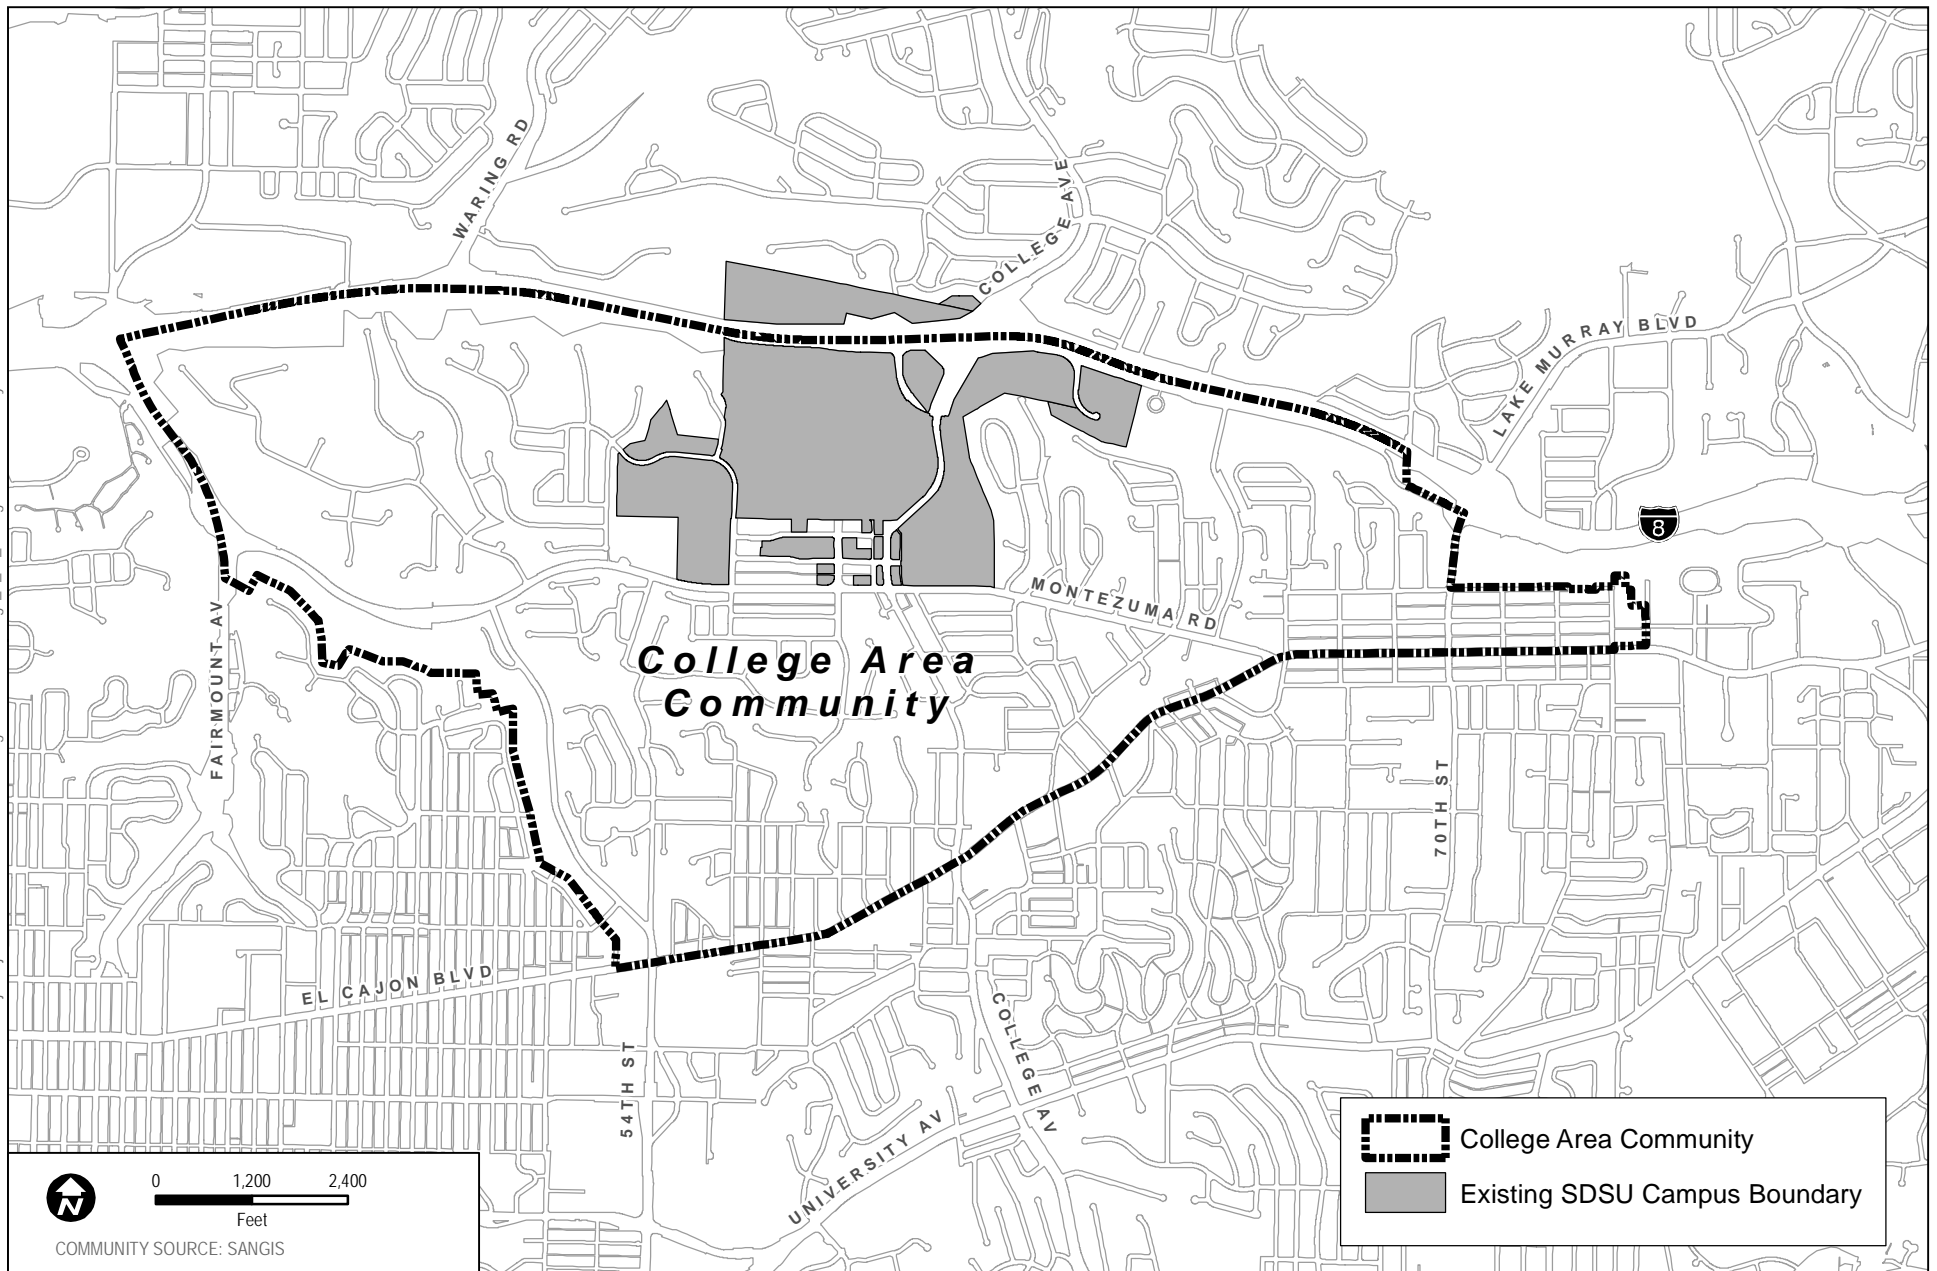 WARING RD
COLLEGE AVE
LAKE MURRAY BLVD
8
MONTEZUMA RD
FAIRMOUNT AV
College Area
Community
70TH ST
EL CAJON BLVD
54TH ST
COLLEGE AV
UNIVERSITY AV
College Area Community
Existing SDSU Campus Boundary
N
0 1,200 2,400
Feet
COMMUNITY SOURCE: SANGIS